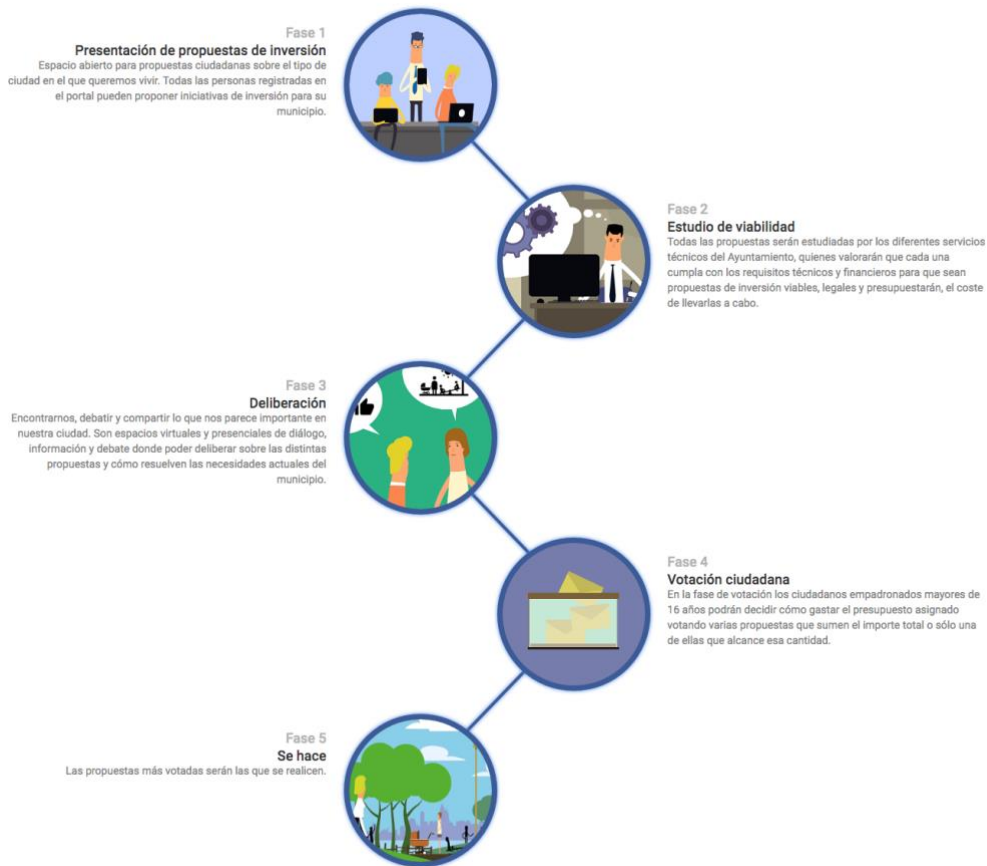 Fase 1
Presentación de propuestas de inversión
Espacio abierto para propuestas ciudadanas sobre el tipo de
ciudad en el que queremos vivir. Todas las personas registradas en
el portal pueden proponer iniciativas de inversión para su
municipio.
Fase 2
Estudio de viabilidad
Todas las propuestas serán estudiadas por los diferentes servicios
técnicos del Ayuntamiento, quienes valorarán que cada una
cumpla con los requisitos técnicos y financieros para que sean
propuestas de inversión viables, legales y presupuestarán, el coste
de llevarlas a cabo.
Fase 3
Deliberación
Encontrarnos, debatir y compartir lo que nos parece importante en
nuestra ciudad. Son espacios virtuales y presenciales de diálogo,
información y debate donde poder deliberar sobre las distintas
propuestas y cómo resuelven las necesidades actuales del
municipio.
Fase 4
Votación ciudadana
En la fase de votación los ciudadanos empadronados mayores de
16 años podrán decidir cómo gastar el presupuesto asignado
votando varias propuestas que sumen el importe total o sólo una
de ellas que alcance esa cantidad.
Fase 5
Se hace
Las propuestas más votadas serán las que se realicen.